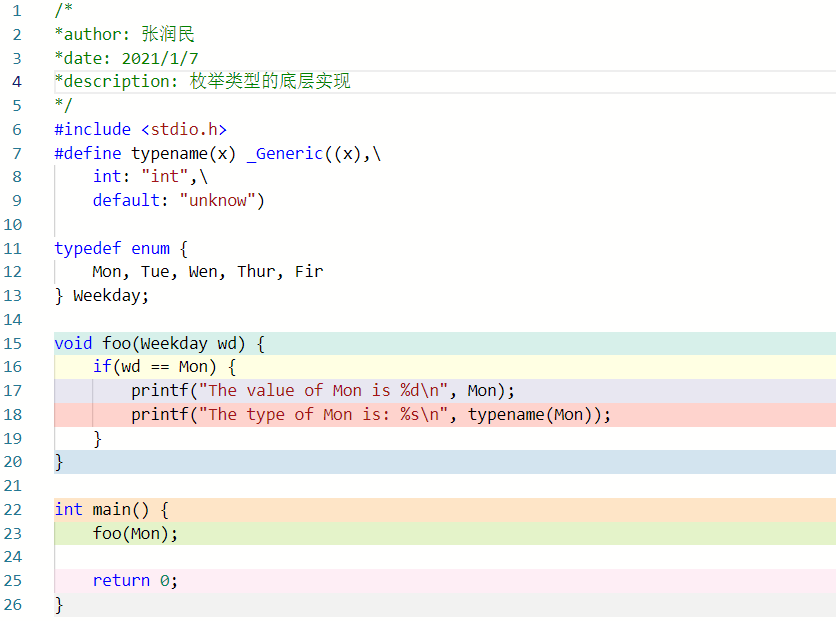 1 /*
2 *author: 张润民
3 *date: 2021/1/7
4 *description: 枚举类型的底层实现
5 */
6 #include <stdio.h>
7 #define typename(x) _Generic((x),\
8     int: "int",\
9     default: "unknow")
10
11 typedef enum {
12     Mon, Tue, Wen, Thur, Fir
13 } Weekday;
14
15 void foo(Weekday wd) {
16     if(wd == Mon) {
17         printf("The value of Mon is %d\n", Mon);
18         printf("The type of Mon is: %s\n", typename(Mon));
19     }
20 }
21
22 int main() {
23     foo(Mon);
24
25     return 0;
26 }